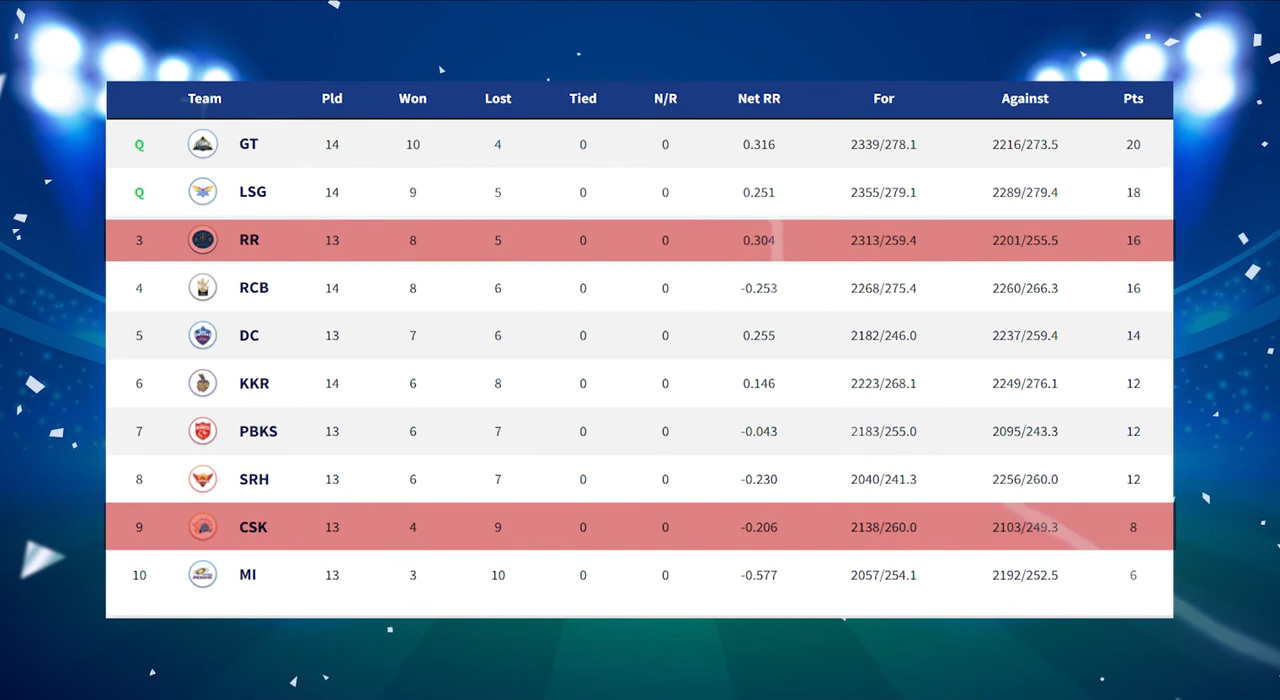 Team Pld Won Lost Tied N/R Net RR For Against Pts
Q GT 14 10 4 0 0 0.316 2339/278.1 2216/273.5 20
Q LSG 14 9 5 0 0 0.251 2355/279.1 2289/279.4 18
3 RR 13 8 5 0 0 0.304 2313/259.4 2201/255.5 16
4 RCB 14 8 6 0 0 -0.253 2268/275.4 2260/266.3 16
5 DC 13 7 6 0 0 0.255 2182/246.0 2237/259.4 14
6 KKR 14 6 8 0 0 0.146 2223/268.1 2249/276.1 12
7 PBKS 13 6 7 0 0 -0.043 2183/255.0 2095/243.3 12
8 SRH 13 6 7 0 0 -0.230 2040/241.3 2256/260.0 12
9 CSK 13 4 9 0 0 -0.206 2138/260.0 2103/249.3 8
10 MI 13 3 10 0 0 -0.577 2057/254.1 2192/252.5 6